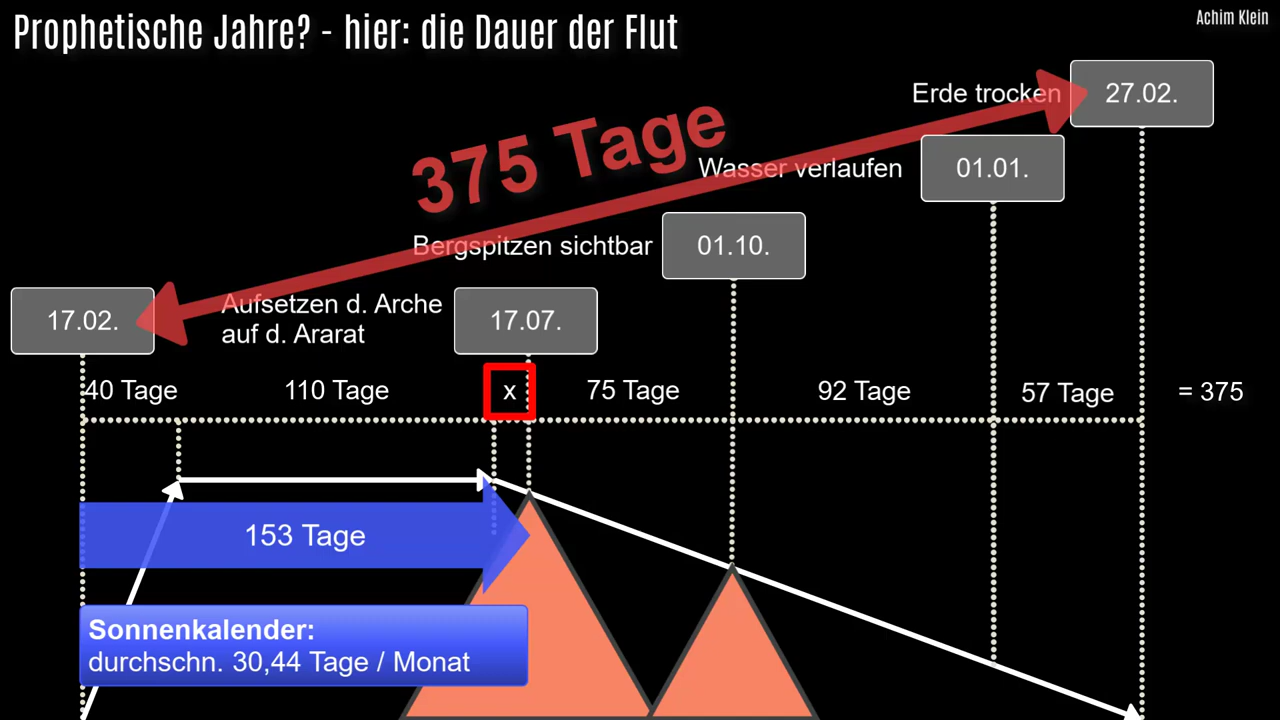 Prophetische Jahre? - hier: die Dauer der Flut
Achim Klein
Erde trocken
27.02.
375 Tage
Wasser verlaufen
01.01.
Bergspitzen sichtbar
01.10.
17.02.
Aufsetzen d. Arche
auf d. Ararat
17.07.
40 Tage
110 Tage
x
75 Tage
92 Tage
57 Tage
= 375
153 Tage
Sonnenkalender:
durchschn. 30,44 Tage / Monat